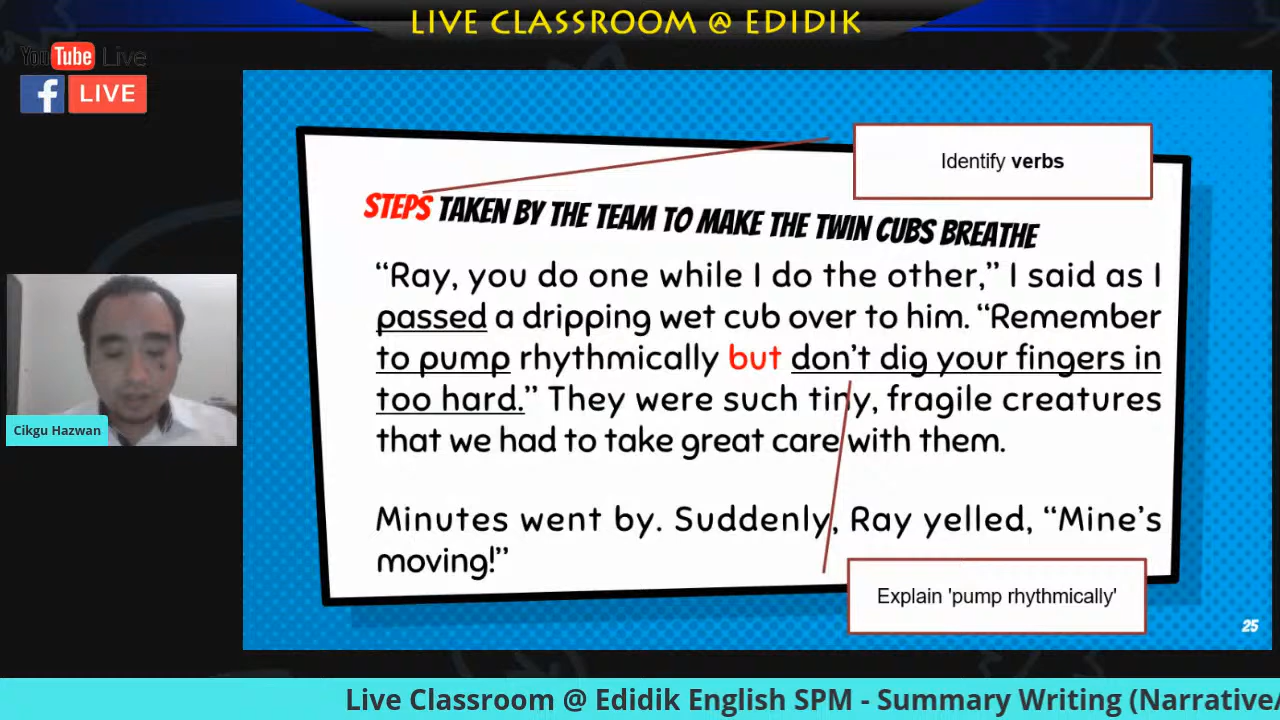 LIVE CLASSROOM @ EDIDIK
YouTube Live
f LIVE
Identify verbs
STEPS TAKEN BY THE TEAM TO MAKE THE TWIN CUBS BREATHE
“Ray, you do one while I do the other,” I said as I
passed a dripping wet cub over to him. “Remember
to pump rhythmically but don’t dig your fingers in
too hard.” They were such tiny, fragile creatures
that we had to take great care with them.
Minutes went by. Suddenly, Ray yelled, “Mine’s
moving!”
Explain 'pump rhythmically'
25
Cikgu Hazwan
Live Classroom @ Edidik English SPM - Summary Writing (Narrative/